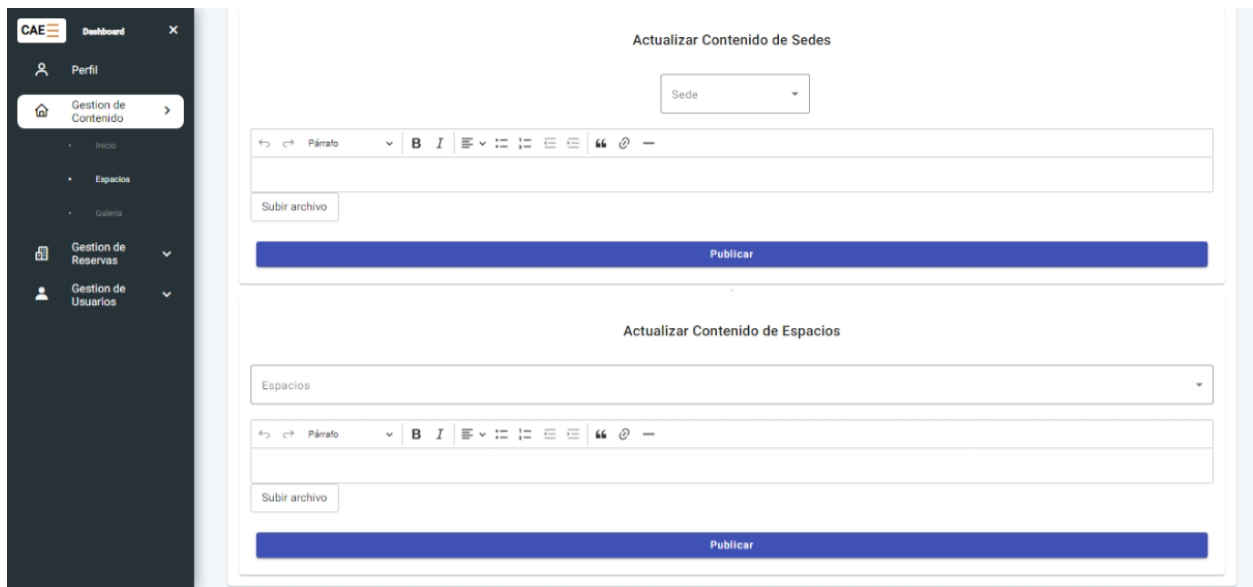 CAE
Dashboard
Perfil
Gestion de
Contenido
Inicio
Espacios
Galeria
Gestion de
Reservas
Gestion de
Usuarios
Actualizar Contenido de Sedes
Sede
Párrafo B I
Subir archivo
Publicar
Actualizar Contenido de Espacios
Espacios
Párrafo B I
Subir archivo
Publicar